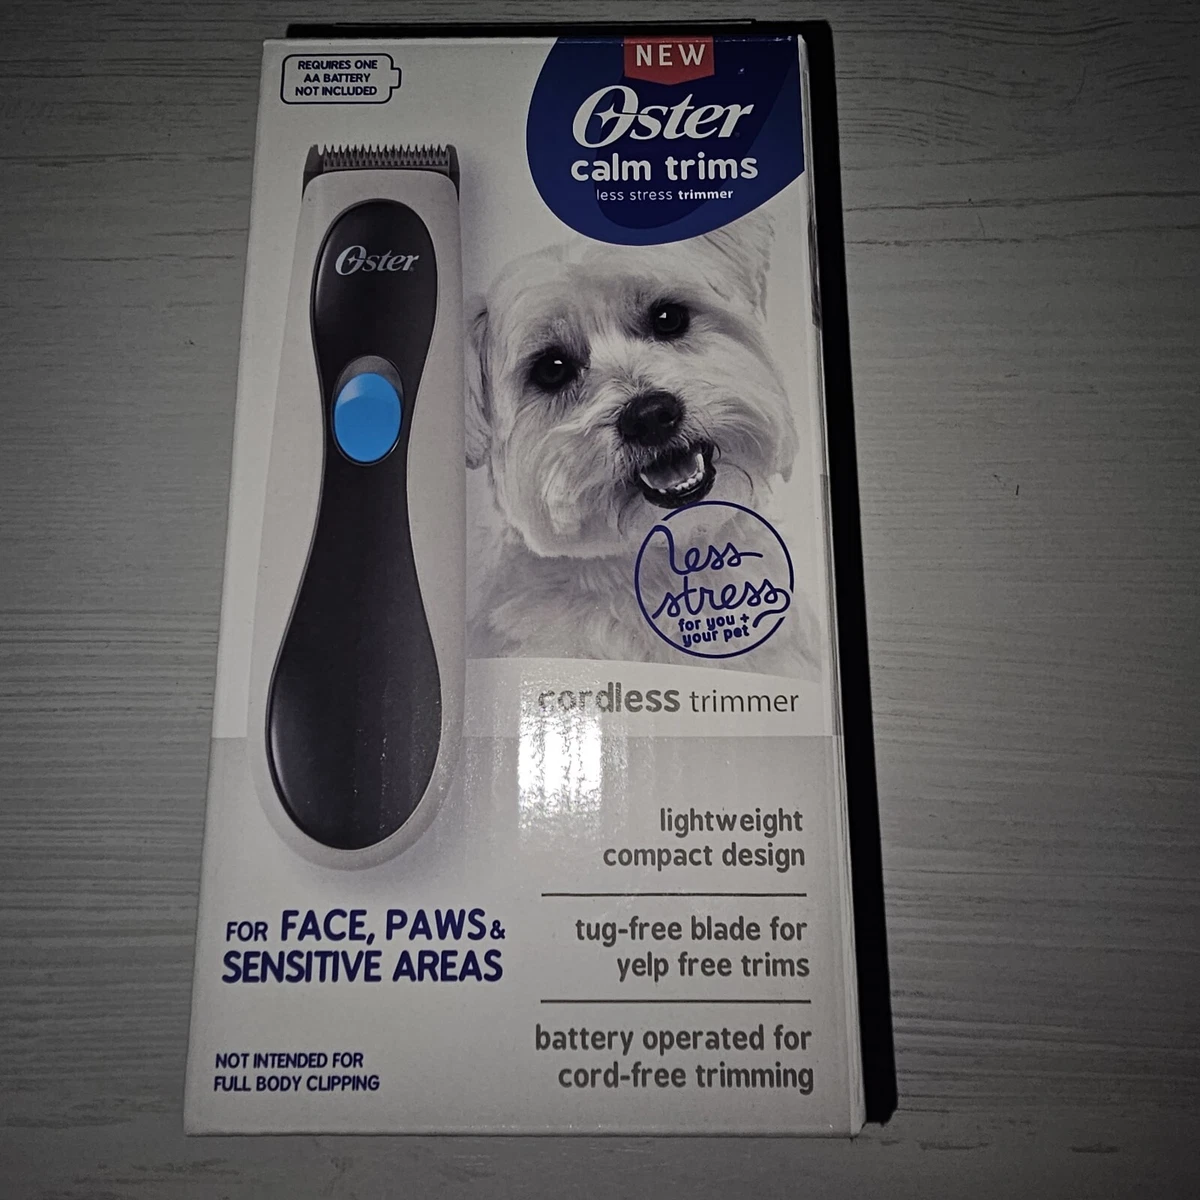 REQUIRES ONE
AA BATTERY
NOT INCLUDED
NEW
Oster
calm trims
less stress trimmer
Oster
less
stress
for you +
your pet
cordless trimmer
lightweight
compact design
tug-free blade for
yelp free trims
battery operated for
cord-free trimming
FOR FACE, PAWS &
SENSITIVE AREAS
NOT INTENDED FOR
FULL BODY CLIPPING